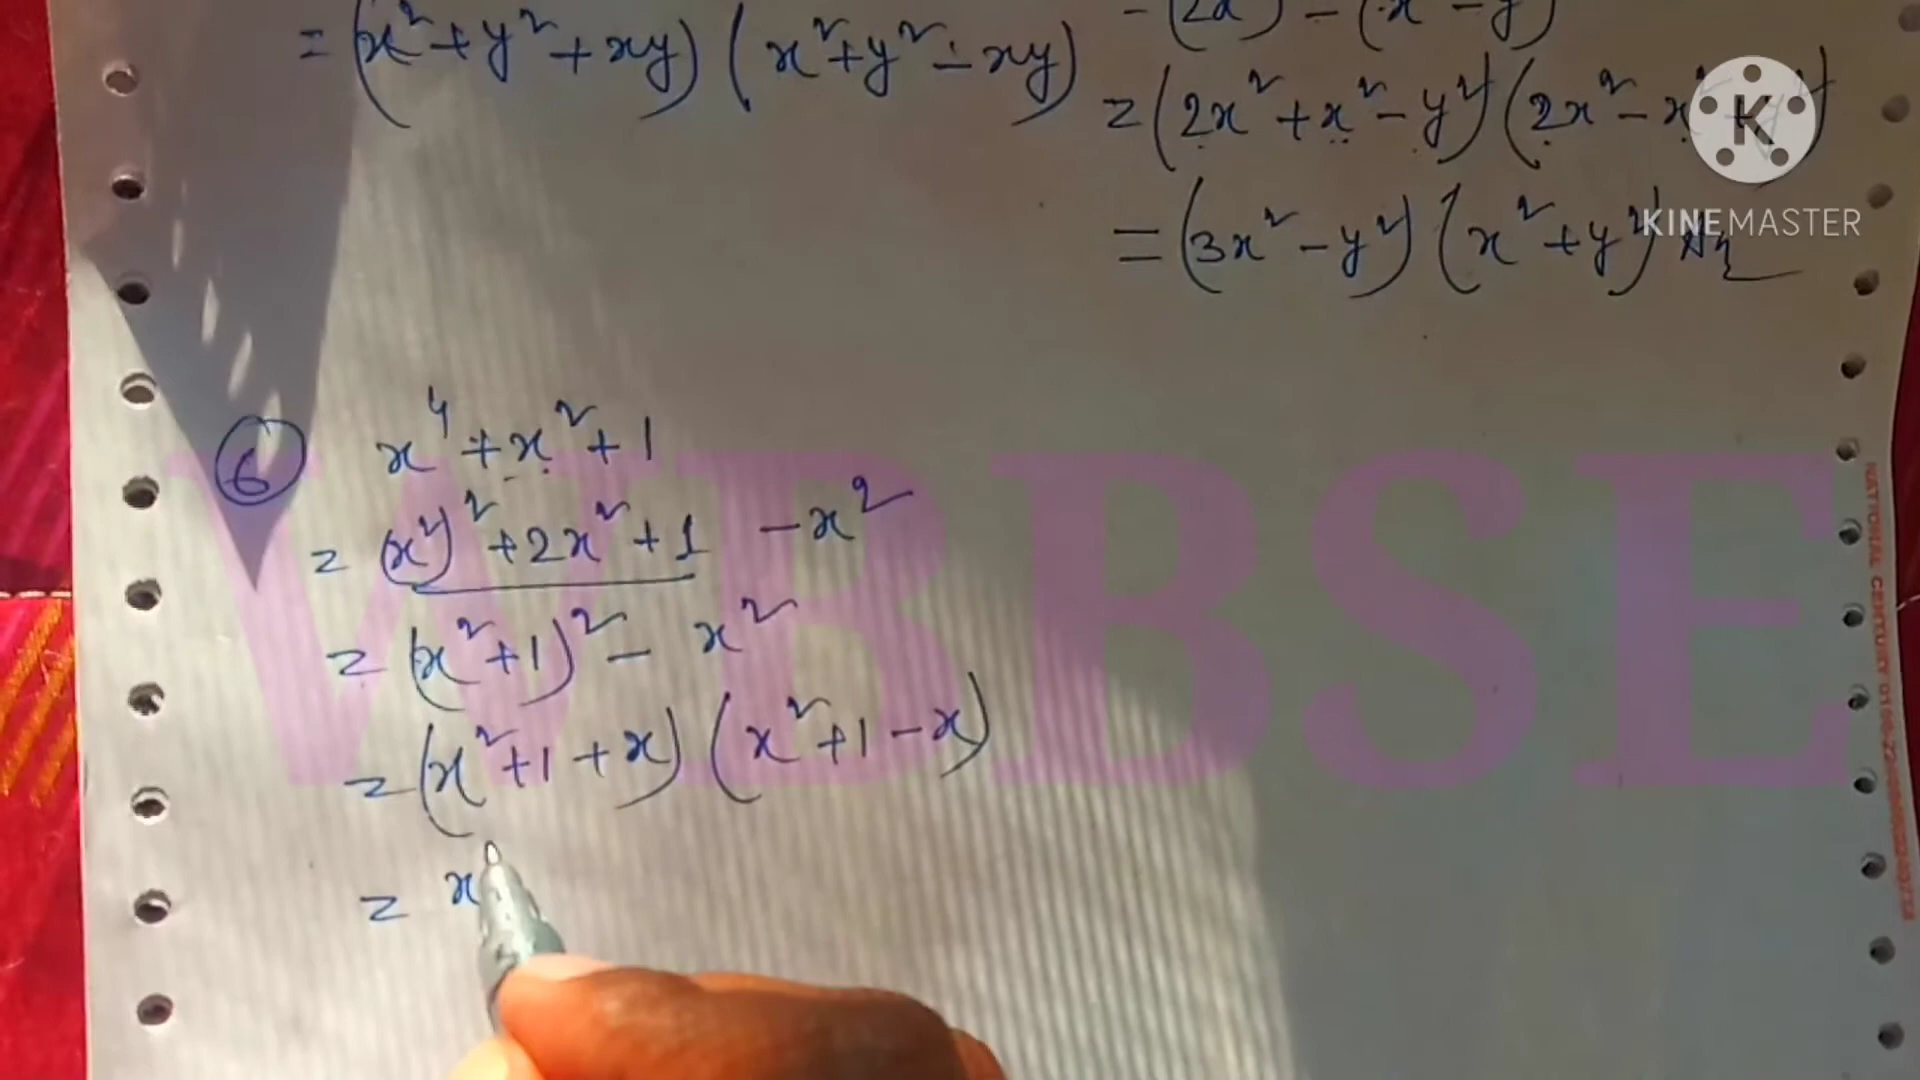 = (x²+y²+xy) (x²+y²-xy)
= (2x²+x²-y²) (2x²-x²
= (3x²-y²) (x²+y²)
K
KINEMASTER
6 x⁴+x²+1
= (x²)²+2x²+1 -x²
= (x²+1)² - x²
= (x²+1+x) (x²+1-x)
= x
WBBSE